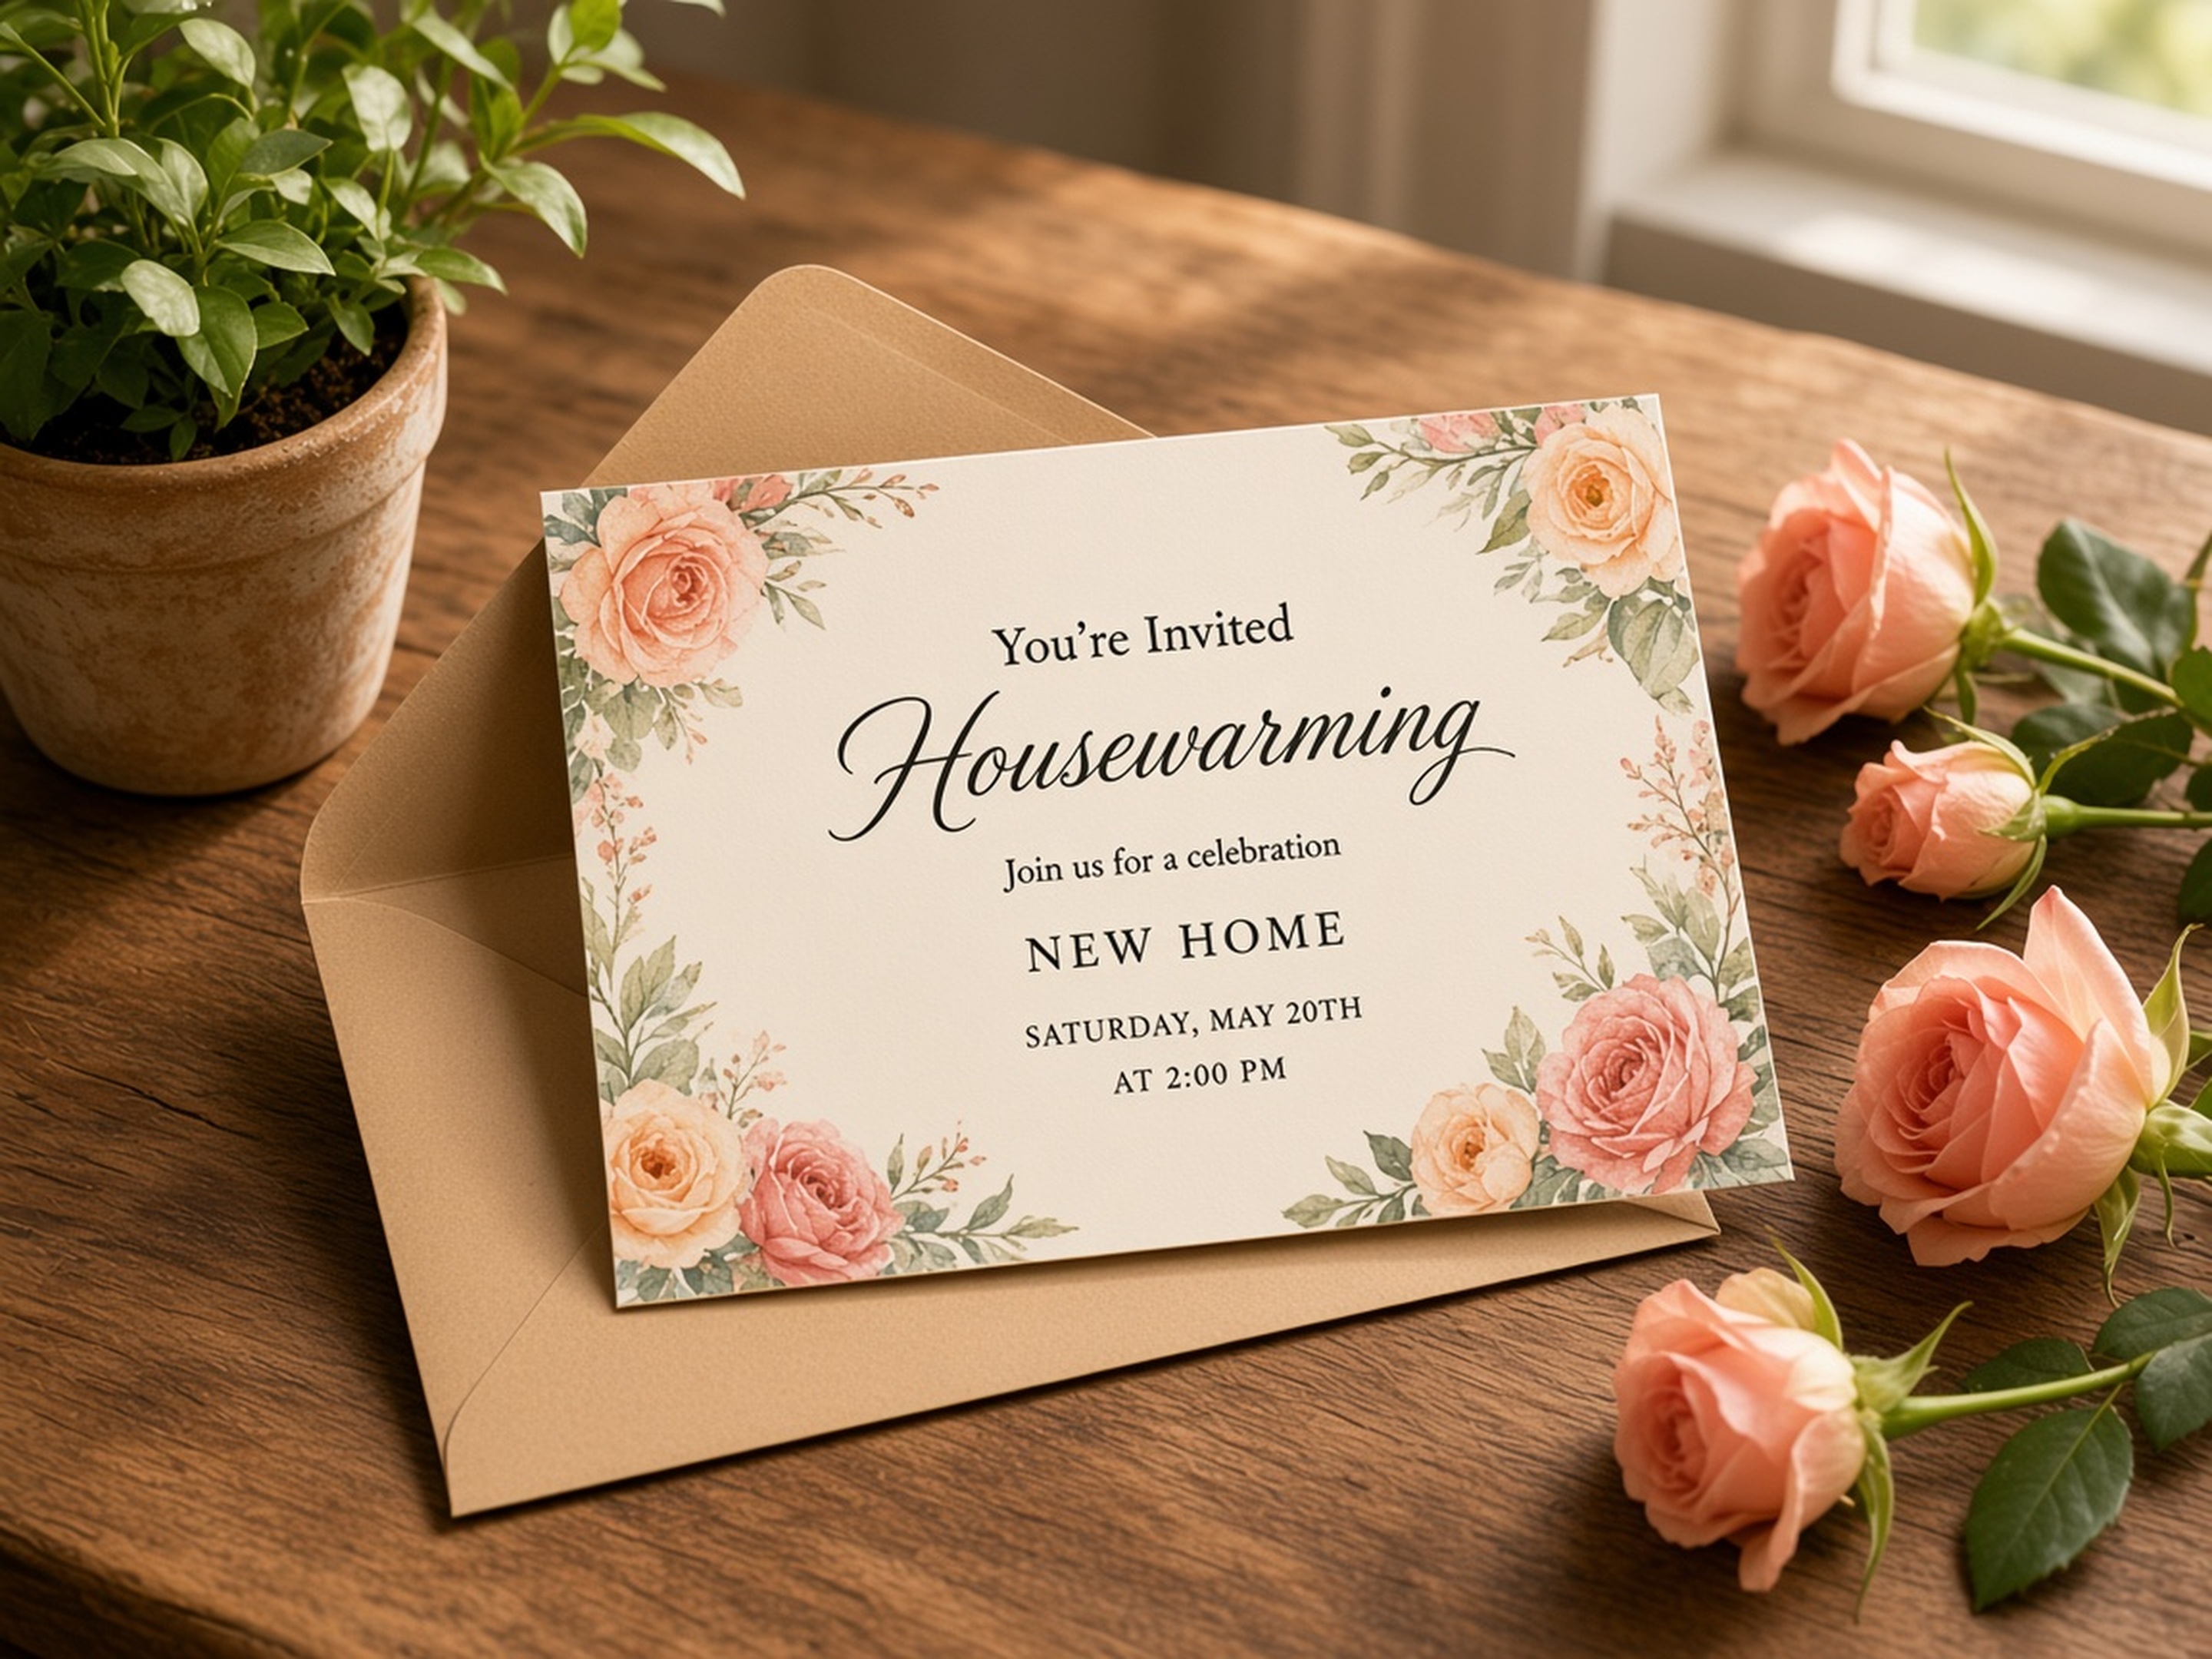 You're Invited
Housewarming
Join us for a celebration
NEW HOME
SATURDAY, MAY 20TH
AT 2:00 PM